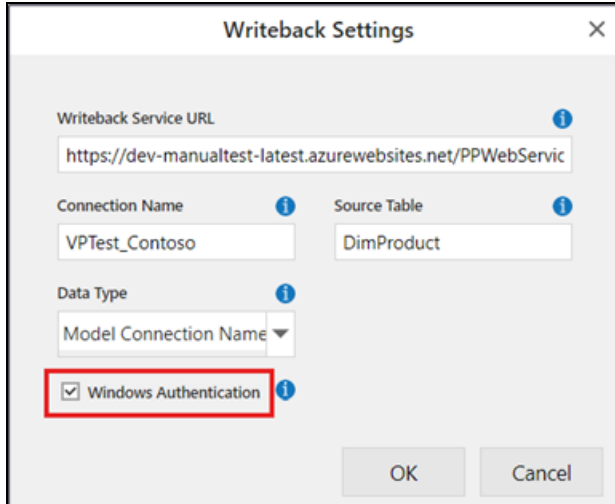 Writeback Settings
Writeback Service URL
https://dev-manualtest-latest.azurewebsites.net/PPWebServic
Connection Name
Source Table
VPTest_Contoso
DimProduct
Data Type
Model Connection Name
Windows Authentication
OK
Cancel